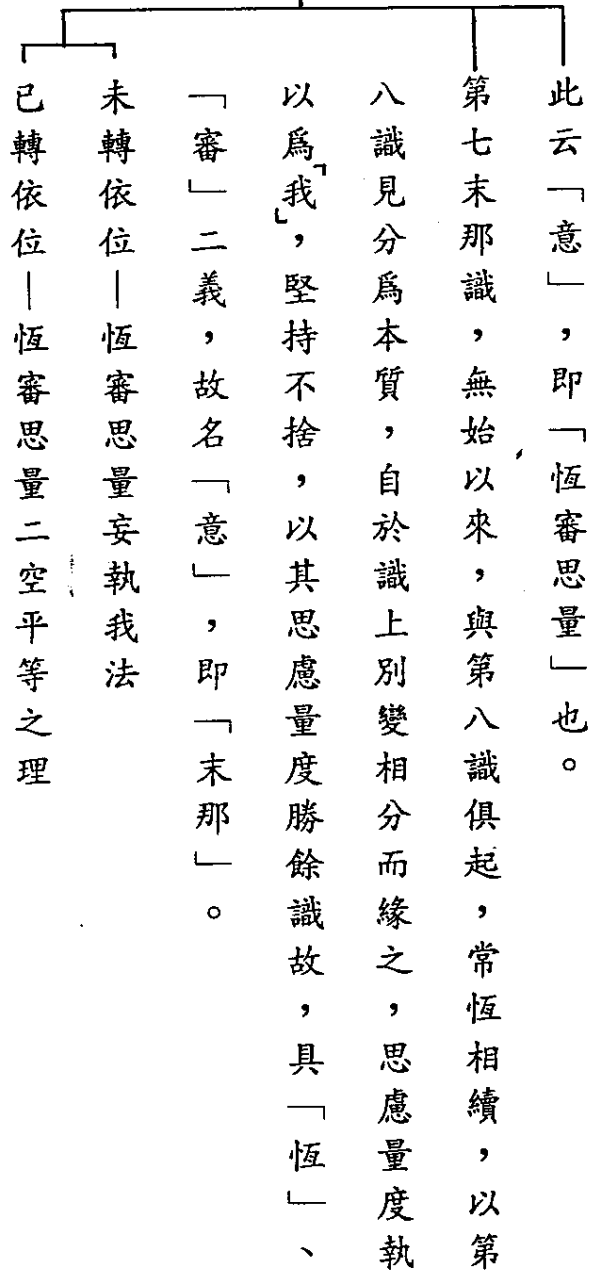 此云「意」，即「恆審思量」也。
第七末那識，無始以來，與第八識俱起，常恆相續，以第
八識見分爲本質，自於識上別變相分而緣之，思慮量度執
以爲「我」，堅持不捨，以其思慮量度勝餘識故，具「恆」、
「審」二義，故名「意」，即「末那」。
未轉依位—恆審思量妄執我法
已轉依位—恆審思量二空平等之理